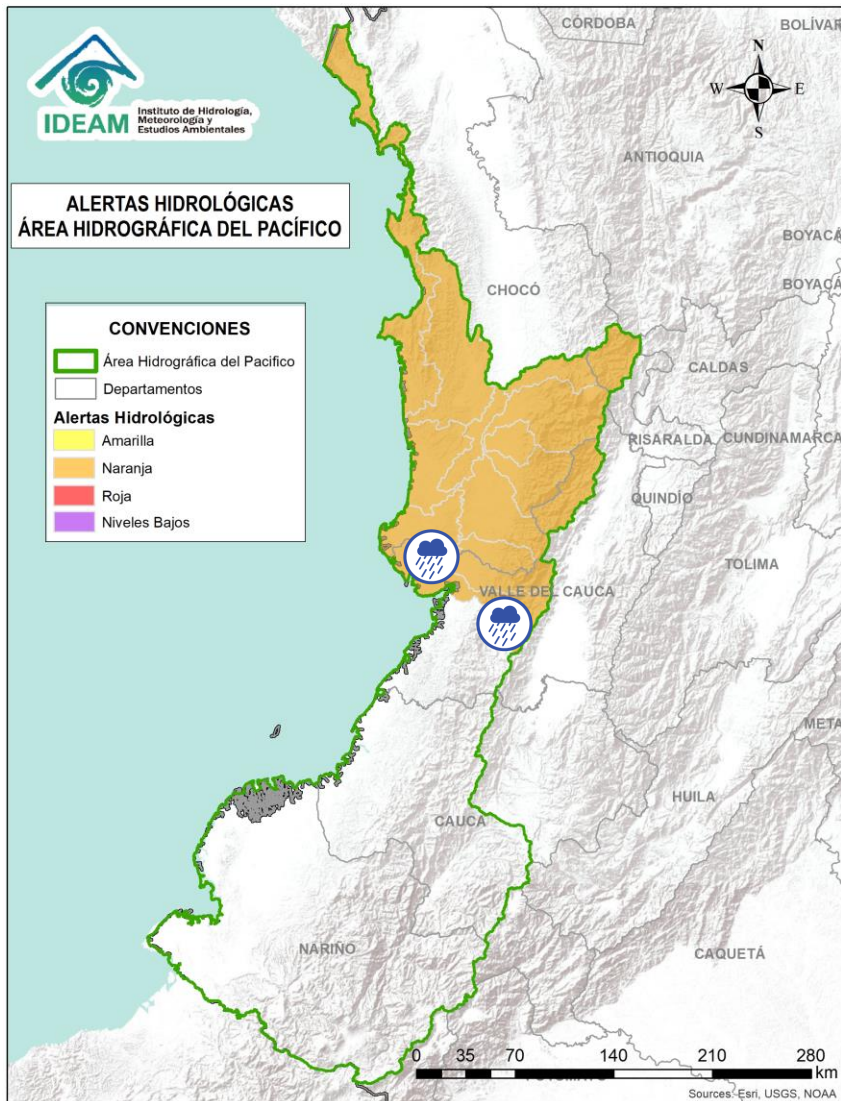 IDEAM
Instituto de Hidrología,
Meteorología y
Estudios Ambientales
ALERTAS HIDROLÓGICAS
ÁREA HIDROGRÁFICA DEL PACÍFICO
CONVENCIONES
Área Hidrográfica del Pacifico
Departamentos
Alertas Hidrológicas
Amarilla
Naranja
Roja
Niveles Bajos
N
W
E
S
CÓRDOBA
BOLÍVAR
ANTIOQUIA
BOYACÁ
BOYACÁ
CHOCÓ
CALDAS
RISARALDA
CUNDINAMARCA
QUINDÍO
TOLIMA
VALLE DEL CAUCA
META
HUILA
CAUCA
NARIÑO
CAQUETÁ
0 35 70 140 210 280
km
Sources: Esri, USGS, NOAA